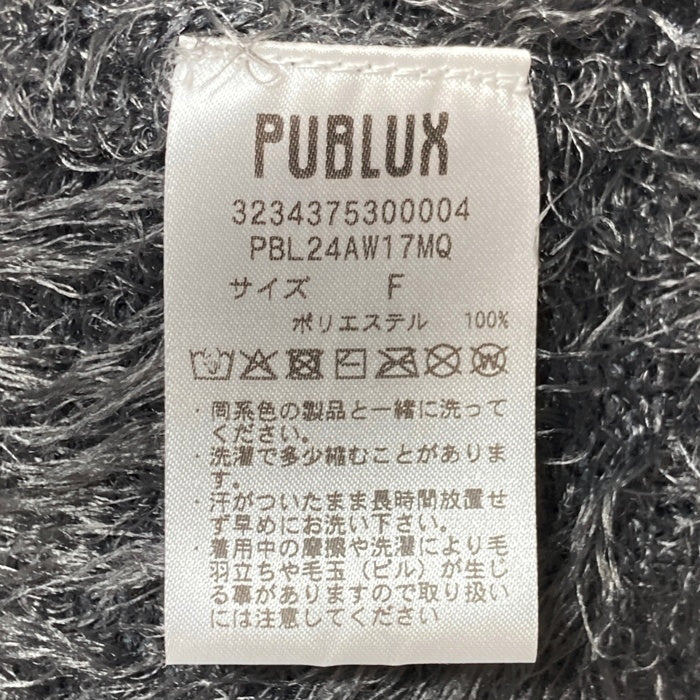 PUBLUX
3234375300004
PBL24AW17MQ
サイズ F
ポリエステル 100%
・同系色の製品と一緒に洗って
ください。
・洗濯で多少縮むことがありま
す。
・汗がついたまま長時間放置せ
ず早めにお洗い下さい。
・着用中の摩擦や洗濯により毛
羽立ちや毛玉（ピル）が生じ
る事がありますので取り扱い
には注意してください